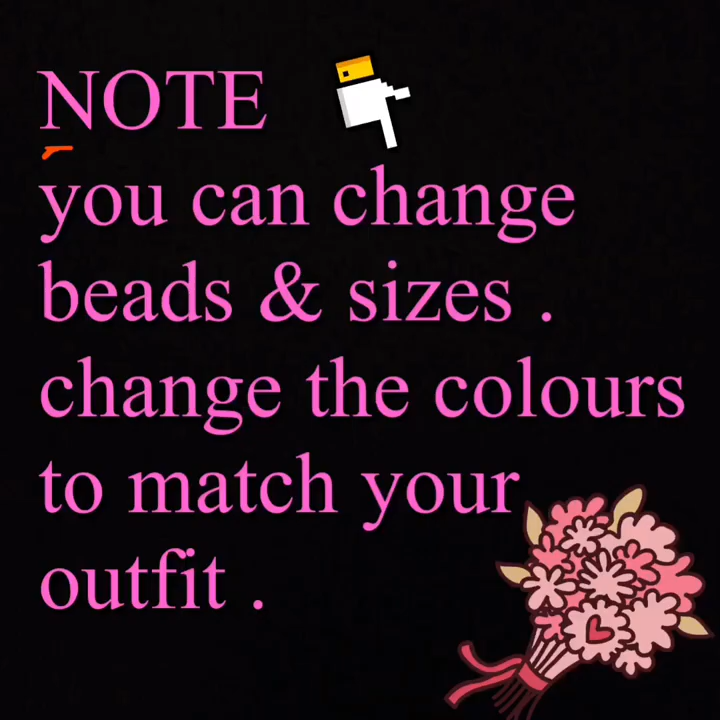 NOTE
you can change
beads & sizes .
change the colours
to match your
outfit .